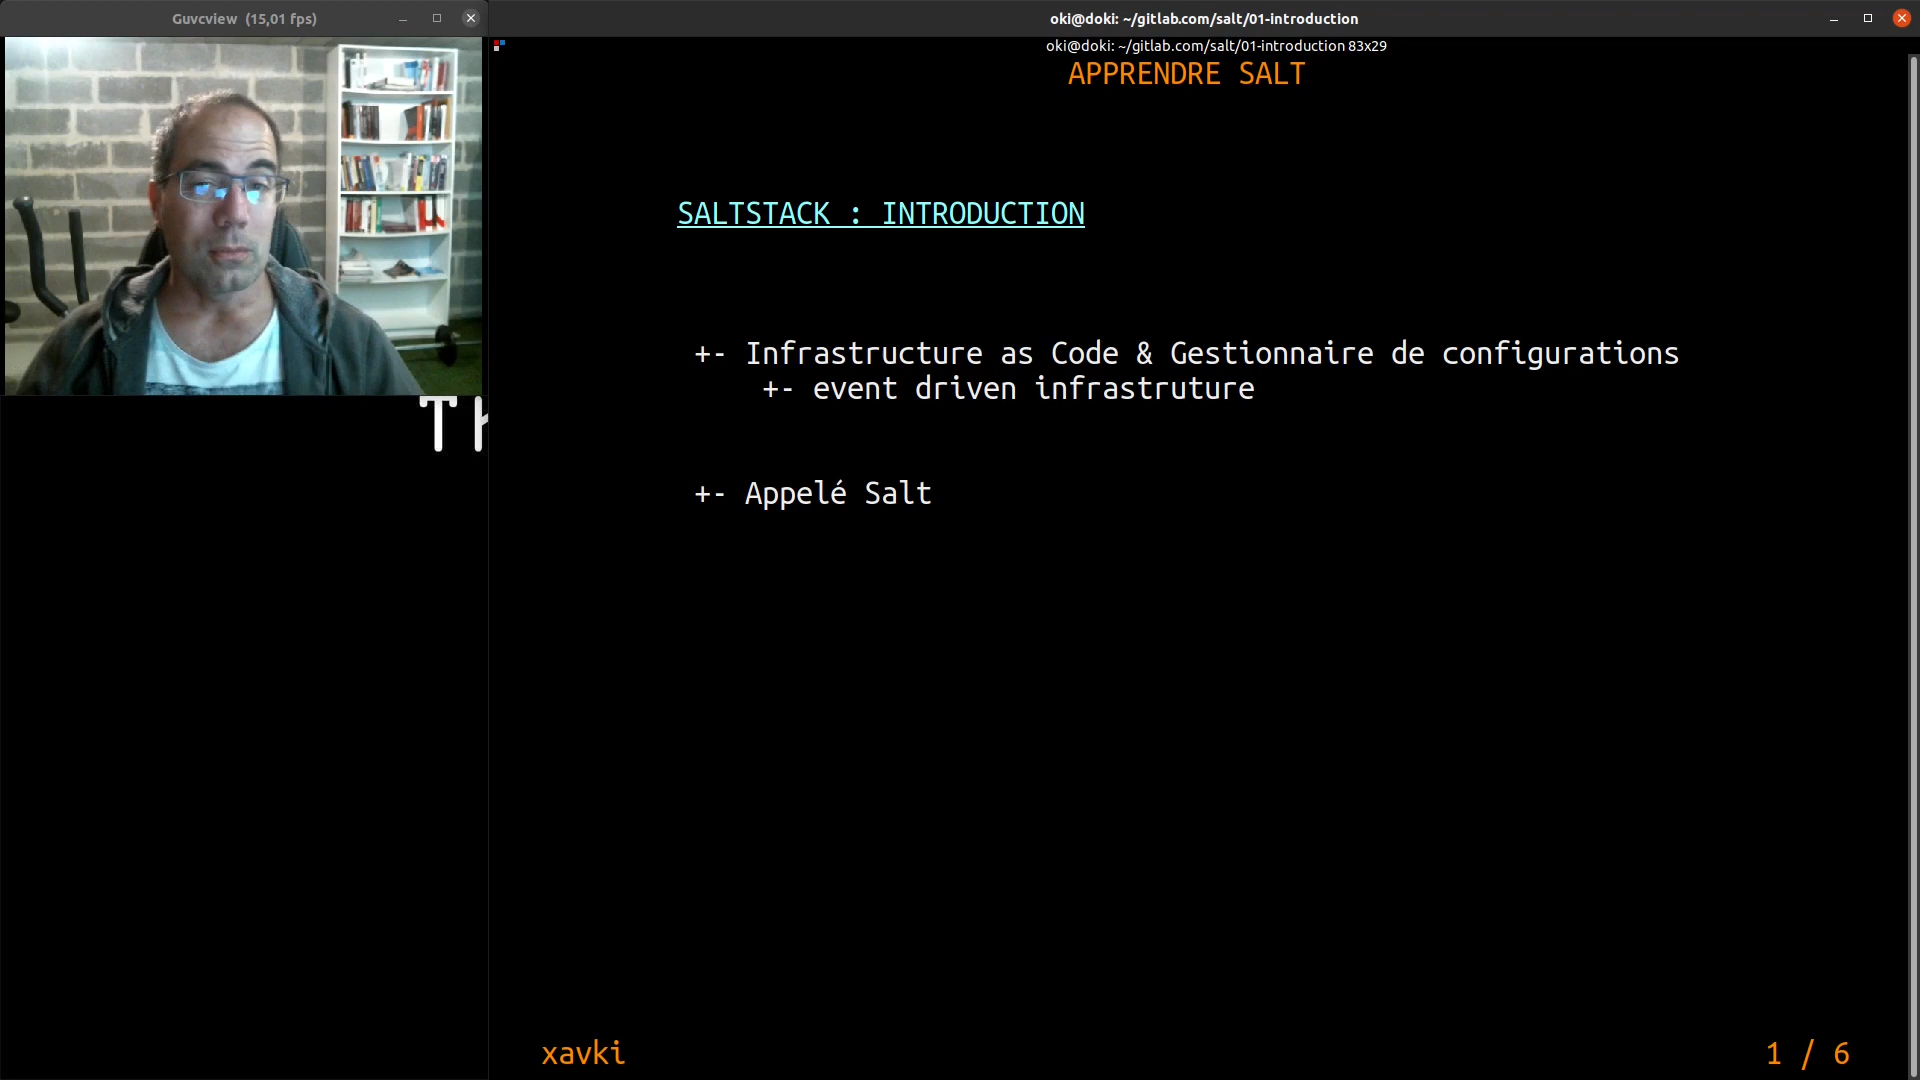 Guvcview (15,01 fps)
oki@doki: ~/gitlab.com/salt/01-introduction
oki@doki: ~/gitlab.com/salt/01-introduction 83x29
APPRENDRE SALT
SALTSTACK : INTRODUCTION
+- Infrastructure as Code & Gestionnaire de configurations
+- event driven infrastruture
+- Appelé Salt
xavki
1 / 6